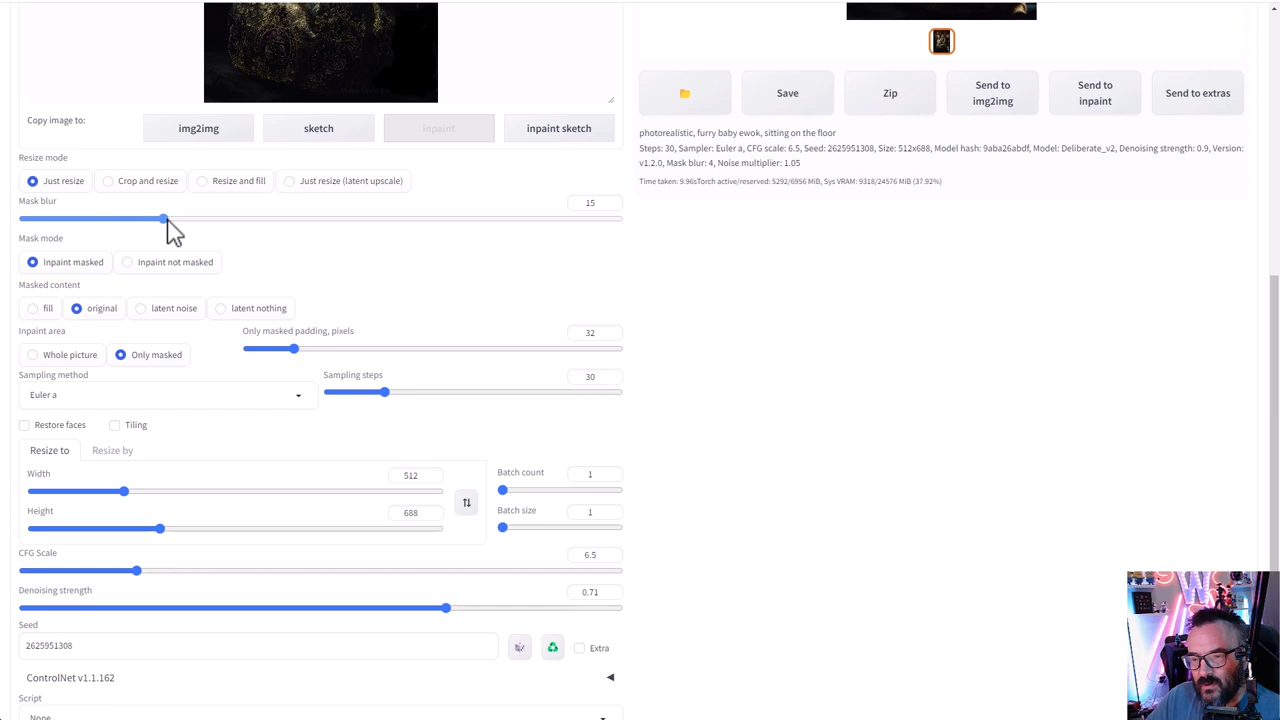 Copy image to:
img2img
sketch
inpaint
inpaint sketch
Resize mode
Just resize
Crop and resize
Resize and fill
Just resize (latent upscale)
Mask blur
15
Mask mode
Inpaint masked
Inpaint not masked
Masked content
fill
original
latent noise
latent nothing
Inpaint area
Whole picture
Only masked
Only masked padding, pixels
32
Sampling method
Euler a
Sampling steps
30
Restore faces
Tiling
Resize to
Resize by
Width
512
Height
688
Batch count
1
Batch size
1
CFG Scale
6.5
Denoising strength
0.71
Seed
2625951308
Extra
ControlNet v1.1.162
Script
None
Save
Zip
Send to
img2img
Send to
inpaint
Send to extras
photorealistic, furry baby ewok, sitting on the floor
Steps: 30, Sampler: Euler a, CFG scale: 6.5, Seed: 2625951308, Size: 512x688, Model hash: 9aba26abdf, Model: Deliberate_v2, Denoising strength: 0.9, Version:
v1.2.0, Mask blur: 4, Noise multiplier: 1.05
Time taken: 9.96sTorch active/reserved: 5292/6956 MiB, Sys VRAM: 9318/24576 MiB (37.92%)